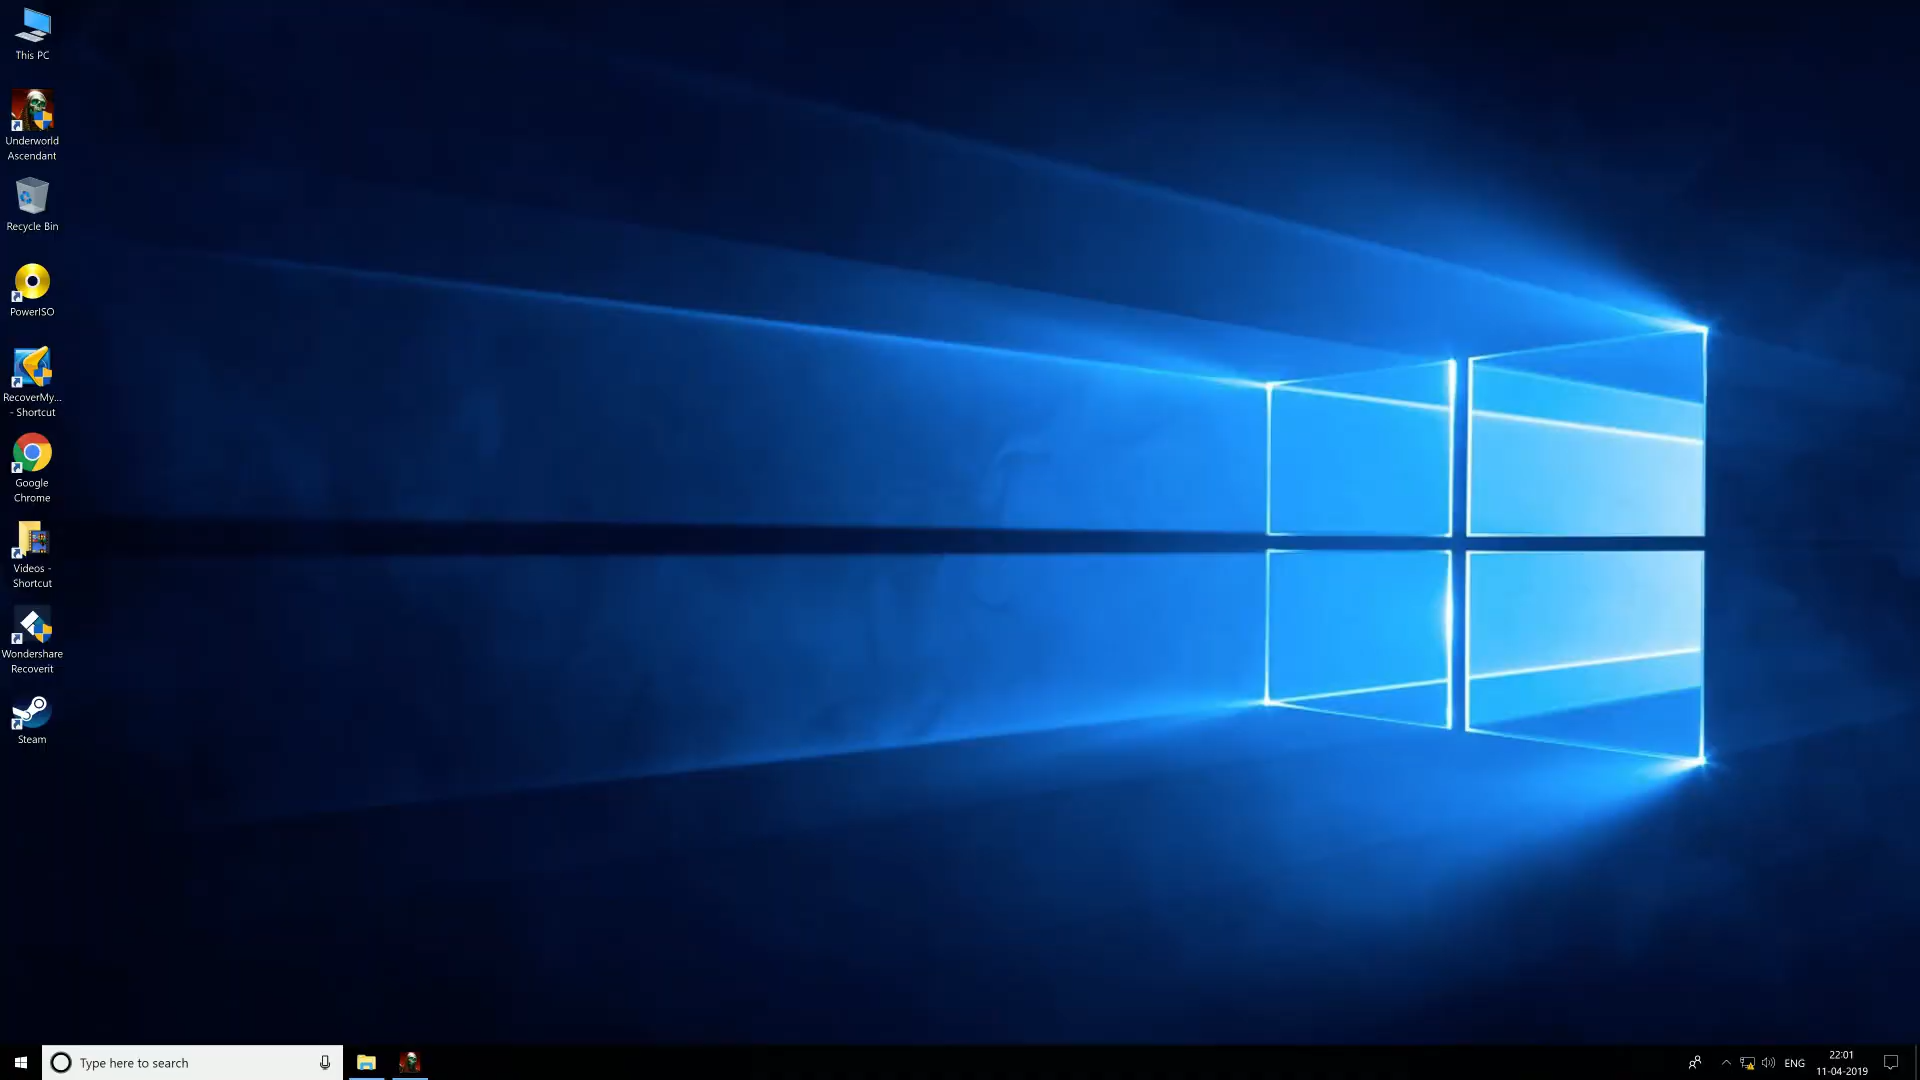 This PC
Underworld
Ascendant
Recycle Bin
PowerISO
RecoverMy...
- Shortcut
Google
Chrome
Videos -
Shortcut
Wondershare
Recoverit
Steam
Type here to search
ENG
22:01
11-04-2019